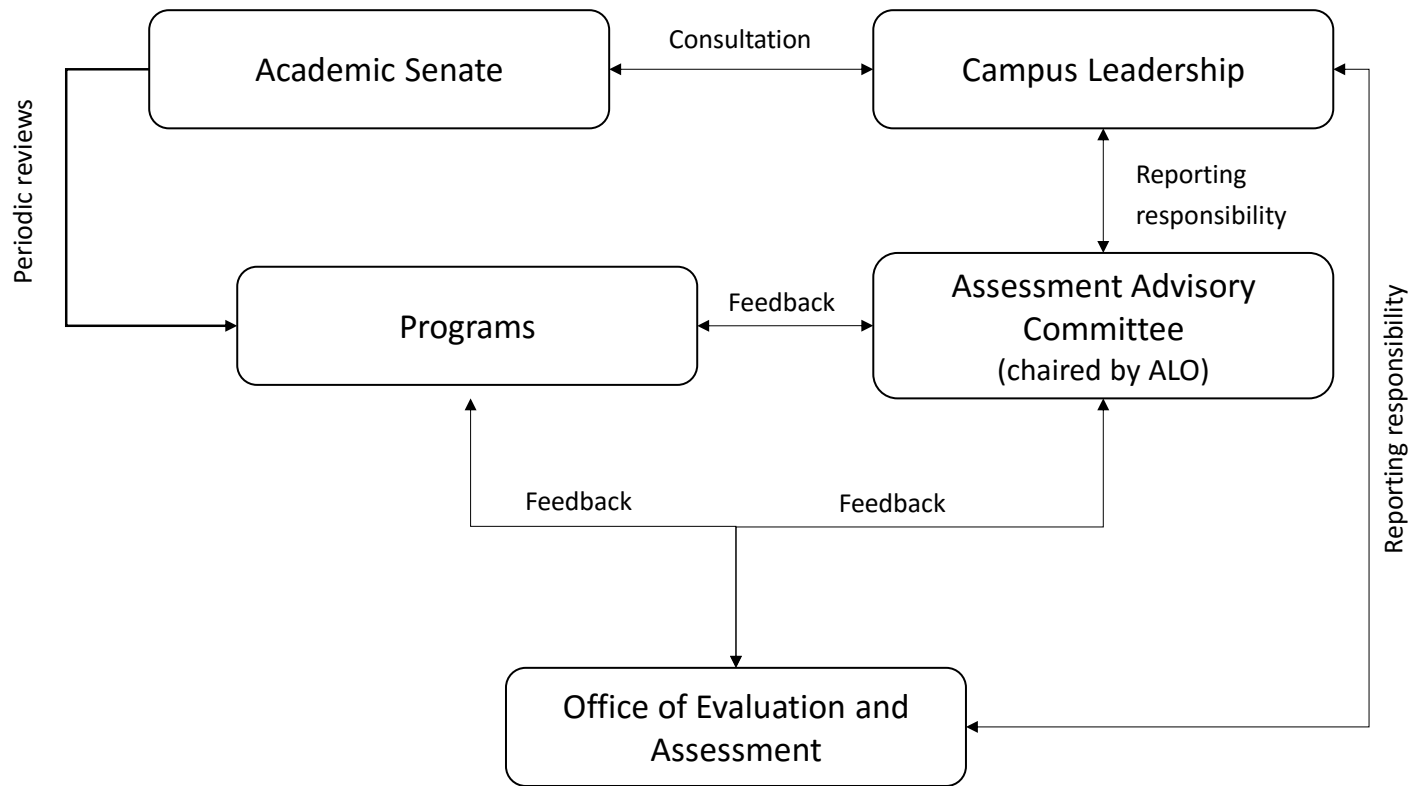 Academic Senate
Consultation
Campus Leadership
Periodic reviews
Reporting
responsibility
Programs
Feedback
Assessment Advisory
Committee
(chaired by ALO)
Reporting responsibility
Feedback
Feedback
Office of Evaluation and
Assessment